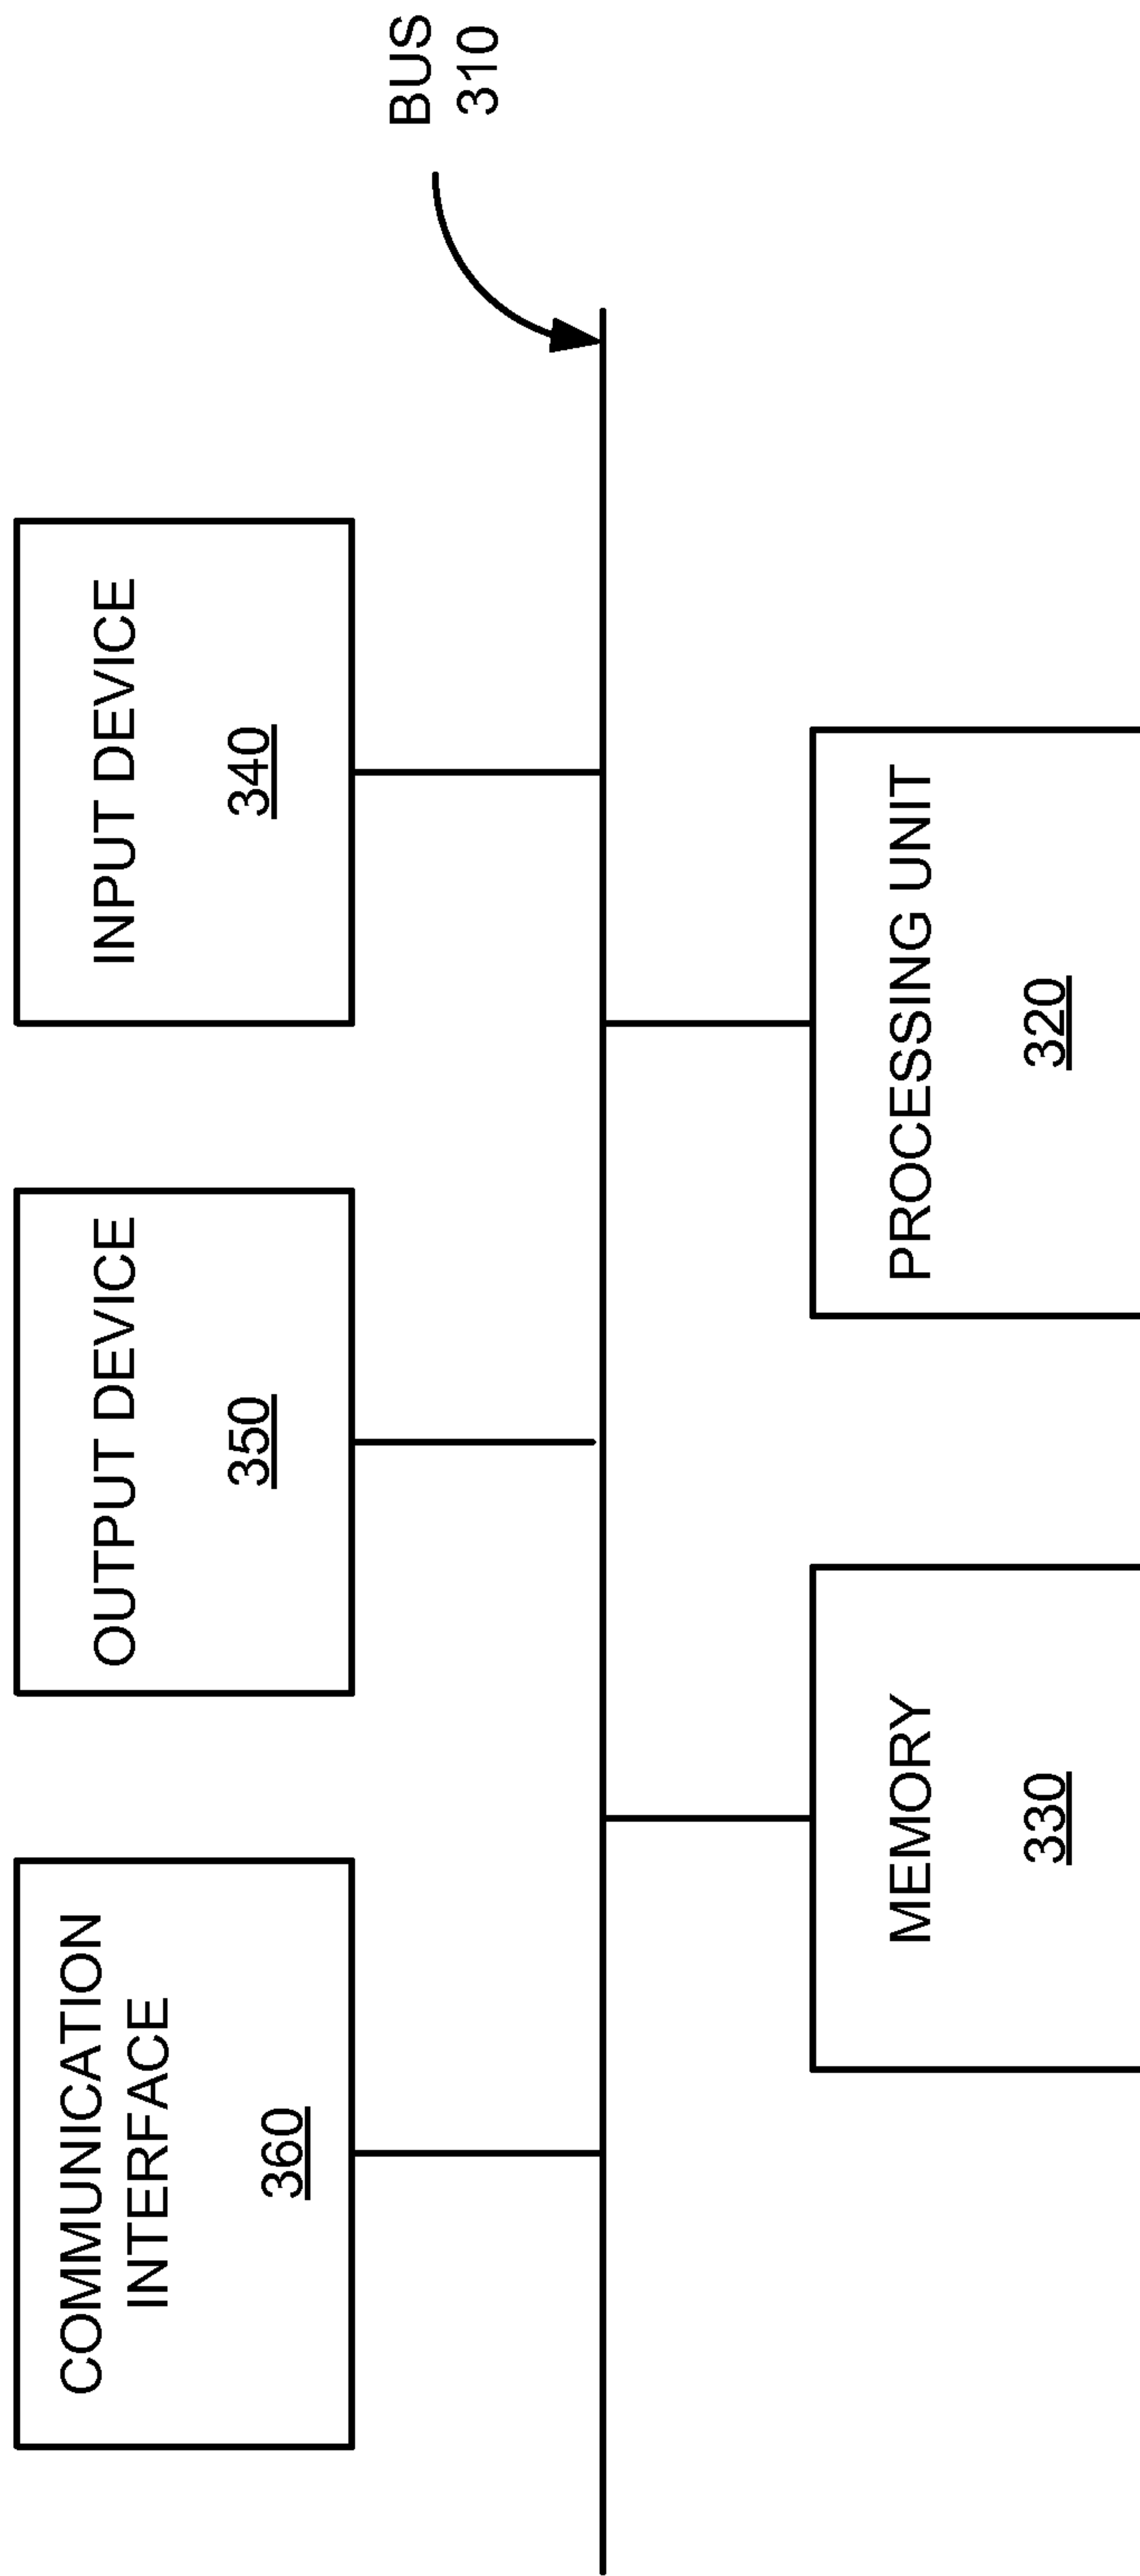 COMMUNICATION
INTERFACE
360
OUTPUT DEVICE
350
INPUT DEVICE
340
BUS
310
MEMORY
330
PROCESSING UNIT
320